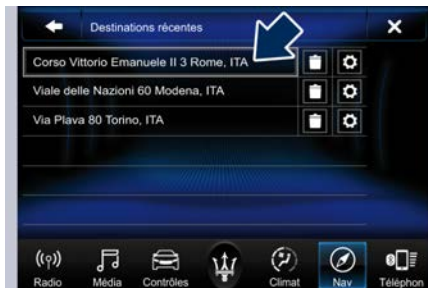 Destinations récentes
Corso Vittorio Emanuele II 3 Rome, ITA
Viale delle Nazioni 60 Modena, ITA
Via Plava 80 Torino, ITA
Radio Média Contrôles Climat Nav Téléphon